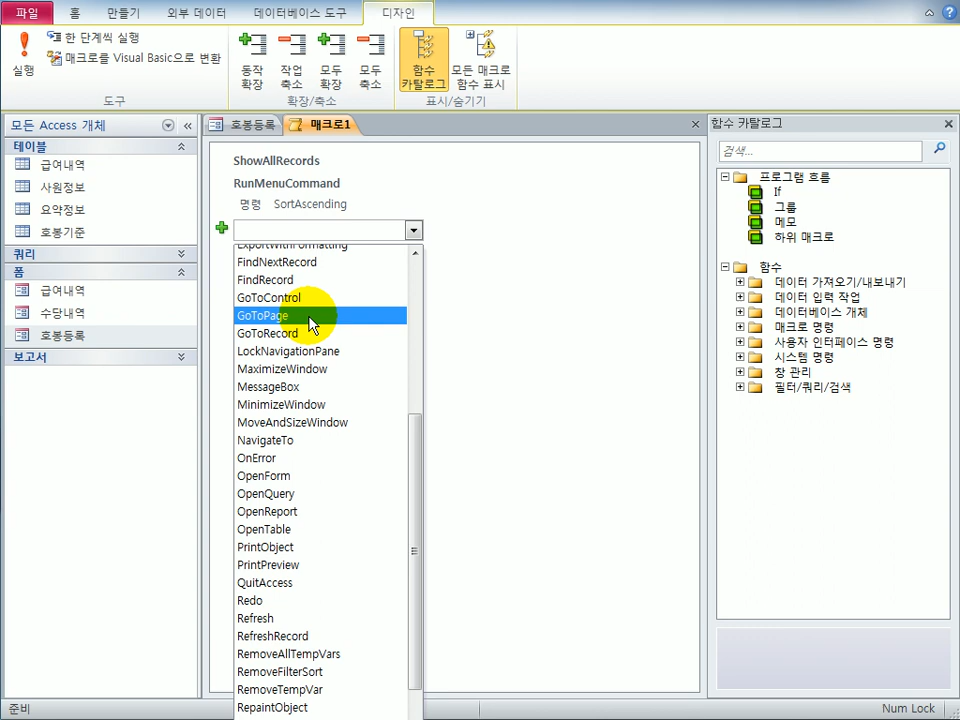 파일 홈 만들기 외부 데이터 데이터베이스 도구 디자인
실행
한 단계씩 실행
매크로를 Visual Basic으로 변환
도구
동작 확장
작업 축소
모두 확장
모두 축소
확장/축소
함수 카탈로그
모든 매크로 함수 표시
표시/숨기기
모든 Access 개체
테이블
급여내역
사원정보
요약정보
호봉기준
쿼리
폼
급여내역
수당내역
호봉등록
보고서
호봉등록 매크로1
ShowAllRecords
RunMenuCommand
명령 SortAscending
ExportWithFormatting
FindNextRecord
FindRecord
GoToControl
GoToPage
GoToRecord
LockNavigationPane
MaximizeWindow
MessageBox
MinimizeWindow
MoveAndSizeWindow
NavigateTo
OnError
OpenForm
OpenQuery
OpenReport
OpenTable
PrintObject
PrintPreview
QuitAccess
Redo
Refresh
RefreshRecord
RemoveAllTempVars
RemoveFilterSort
RemoveTempVar
RepaintObject
함수 카탈로그
검색...
프로그램 흐름
If
그룹
메모
하위 매크로
함수
데이터 가져오기/내보내기
데이터 입력 작업
데이터베이스 개체
매크로 명령
사용자 인터페이스 명령
시스템 명령
창 관리
필터/쿼리/검색
준비
Num Lock